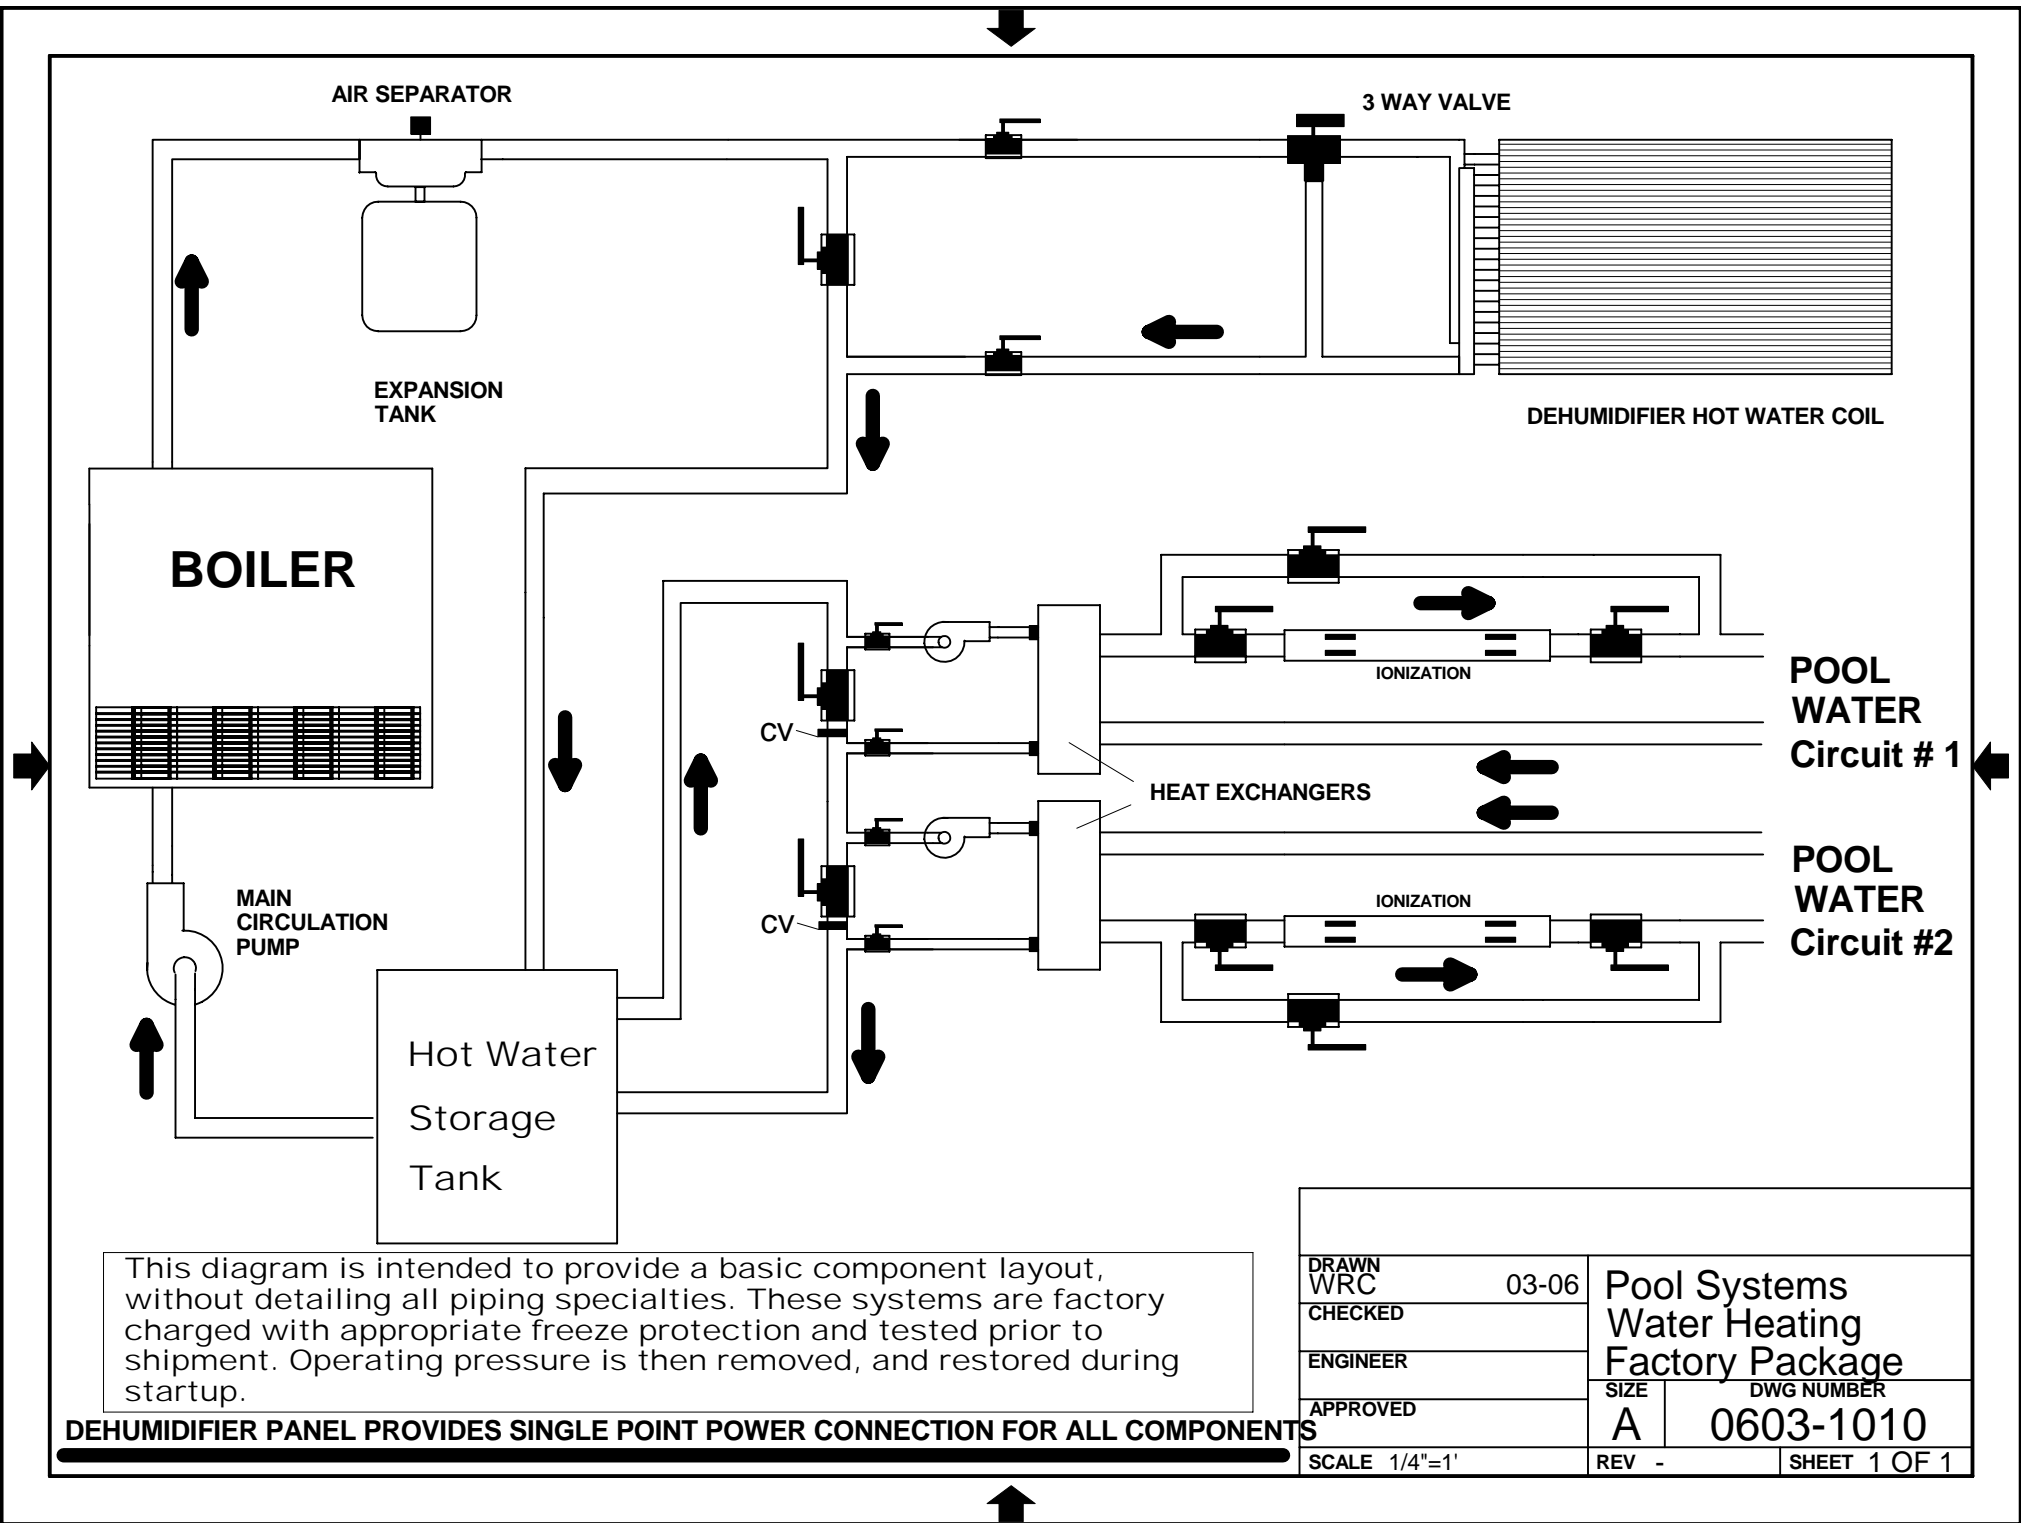 AIR SEPARATOR
3 WAY VALVE
EXPANSION
TANK
DEHUMIDIFIER HOT WATER COIL
BOILER
IONIZATION
POOL
WATER
Circuit # 1
CV
HEAT EXCHANGERS
POOL
WATER
Circuit #2
IONIZATION
CV
MAIN
CIRCULATION
PUMP
Hot Water
Storage
Tank
This diagram is intended to provide a basic component layout,
without detailing all piping specialties. These systems are factory
charged with appropriate freeze protection and tested prior to
shipment. Operating pressure is then removed, and restored during
startup.
DEHUMIDIFIER PANEL PROVIDES SINGLE POINT POWER CONNECTION FOR ALL COMPONENTS
DRAWN
WRC 03-06
CHECKED
ENGINEER
APPROVED
SCALE 1/4"=1'
Pool Systems
Water Heating
Factory Package
SIZE
A
DWG NUMBER
0603-1010
REV -
SHEET 1 OF 1